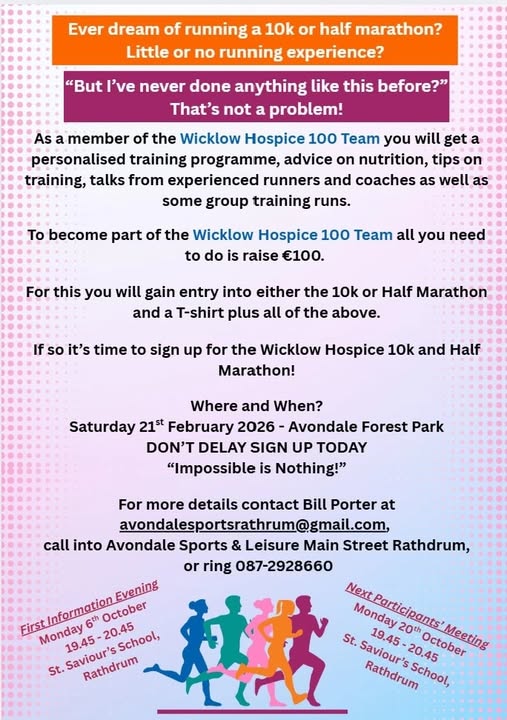 Ever dream of running a 10k or half marathon?
Little or no running experience?
“But I’ve never done anything like this before?”
That’s not a problem!
As a member of the Wicklow Hospice 100 Team you will get a
personalised training programme, advice on nutrition, tips on
training, talks from experienced runners and coaches as well as
some group training runs.
To become part of the Wicklow Hospice 100 Team all you need
to do is raise €100.
For this you will gain entry into either the 10k or Half Marathon
and a T-shirt plus all of the above.
If so it’s time to sign up for the Wicklow Hospice 10k and Half
Marathon!
Where and When?
Saturday 21st February 2026 - Avondale Forest Park
DON’T DELAY SIGN UP TODAY
“Impossible is Nothing!”
For more details contact Bill Porter at
avondalesportsrathrum@gmail.com,
call into Avondale Sports & Leisure Main Street Rathdrum,
or ring 087-2928660
First Information Evening
Monday 6th October
19.45 - 20.45
St. Saviour’s School,
Rathdrum
Next Participants’ Meeting
Monday 20th October
19.45 - 20.45
St. Saviour’s School,
Rathdrum